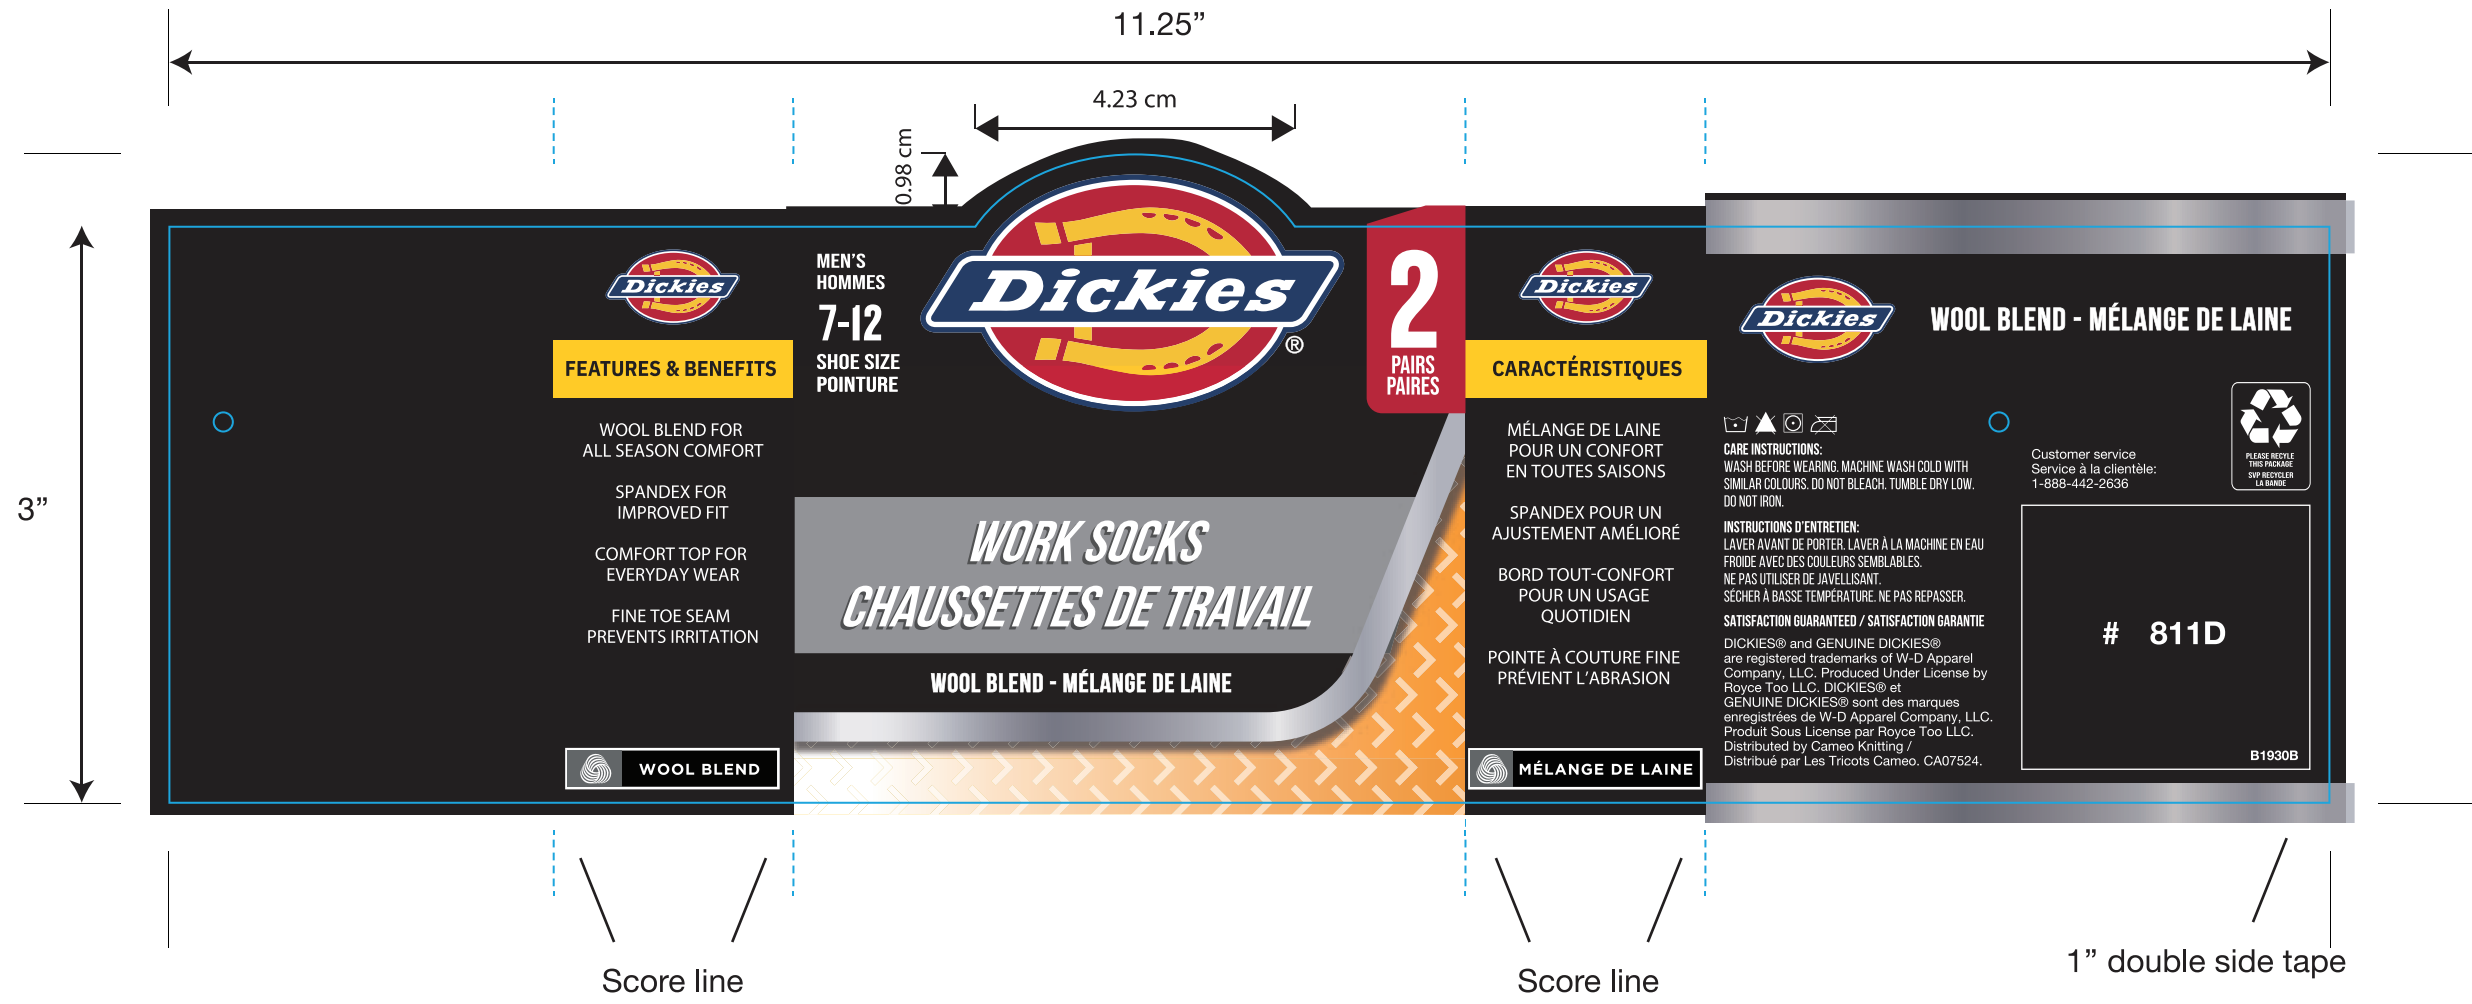 11.25”
4.23 cm
0.98 cm
3”
Dickies
FEATURES & BENEFITS
WOOL BLEND FOR
ALL SEASON COMFORT
SPANDEX FOR
IMPROVED FIT
COMFORT TOP FOR
EVERYDAY WEAR
FINE TOE SEAM
PREVENTS IRRITATION
WOOL BLEND
MEN’S
HOMMES
7-12
SHOE SIZE
POINTURE
Dickies
®
2
PAIRS
PAIRES
WORK SOCKS
CHAUSSETTES DE TRAVAIL
WOOL BLEND - MÉLANGE DE LAINE
Dickies
CARACTÉRISTIQUES
MÉLANGE DE LAINE
POUR UN CONFORT
EN TOUTES SAISONS
SPANDEX POUR UN
AJUSTEMENT AMÉLIORÉ
BORD TOUT-CONFORT
POUR UN USAGE
QUOTIDIEN
POINTE À COUTURE FINE
PRÉVIENT L’ABRASION
MÉLANGE DE LAINE
Dickies
WOOL BLEND - MÉLANGE DE LAINE
CARE INSTRUCTIONS:
WASH BEFORE WEARING. MACHINE WASH COLD WITH
SIMILAR COLOURS. DO NOT BLEACH. TUMBLE DRY LOW.
DO NOT IRON.
INSTRUCTIONS D’ENTRETIEN:
LAVER AVANT DE PORTER. LAVER À LA MACHINE EN EAU
FROIDE AVEC DES COULEURS SEMBLABLES.
NE PAS UTILISER DE JAVELLISANT.
SÉCHER À BASSE TEMPÉRATURE. NE PAS REPASSER.
SATISFACTION GUARANTEED / SATISFACTION GARANTIE
DICKIES® and GENUINE DICKIES®
are registered trademarks of W-D Apparel
Company, LLC. Produced Under License by
Royce Too LLC. DICKIES® et
GENUINE DICKIES® sont des marques
enregistrées de W-D Apparel Company, LLC.
Produit Sous License par Royce Too LLC.
Distributed by Cameo Knitting /
Distribué par Les Tricots Cameo. CA07524.
Customer service
Service à la clientèle:
1-888-442-2636
PLEASE RECYLE
THIS PACKAGE
SVP RECYCLER
LA BANDE
# 811D
B1930B
Score line
Score line
1” double side tape